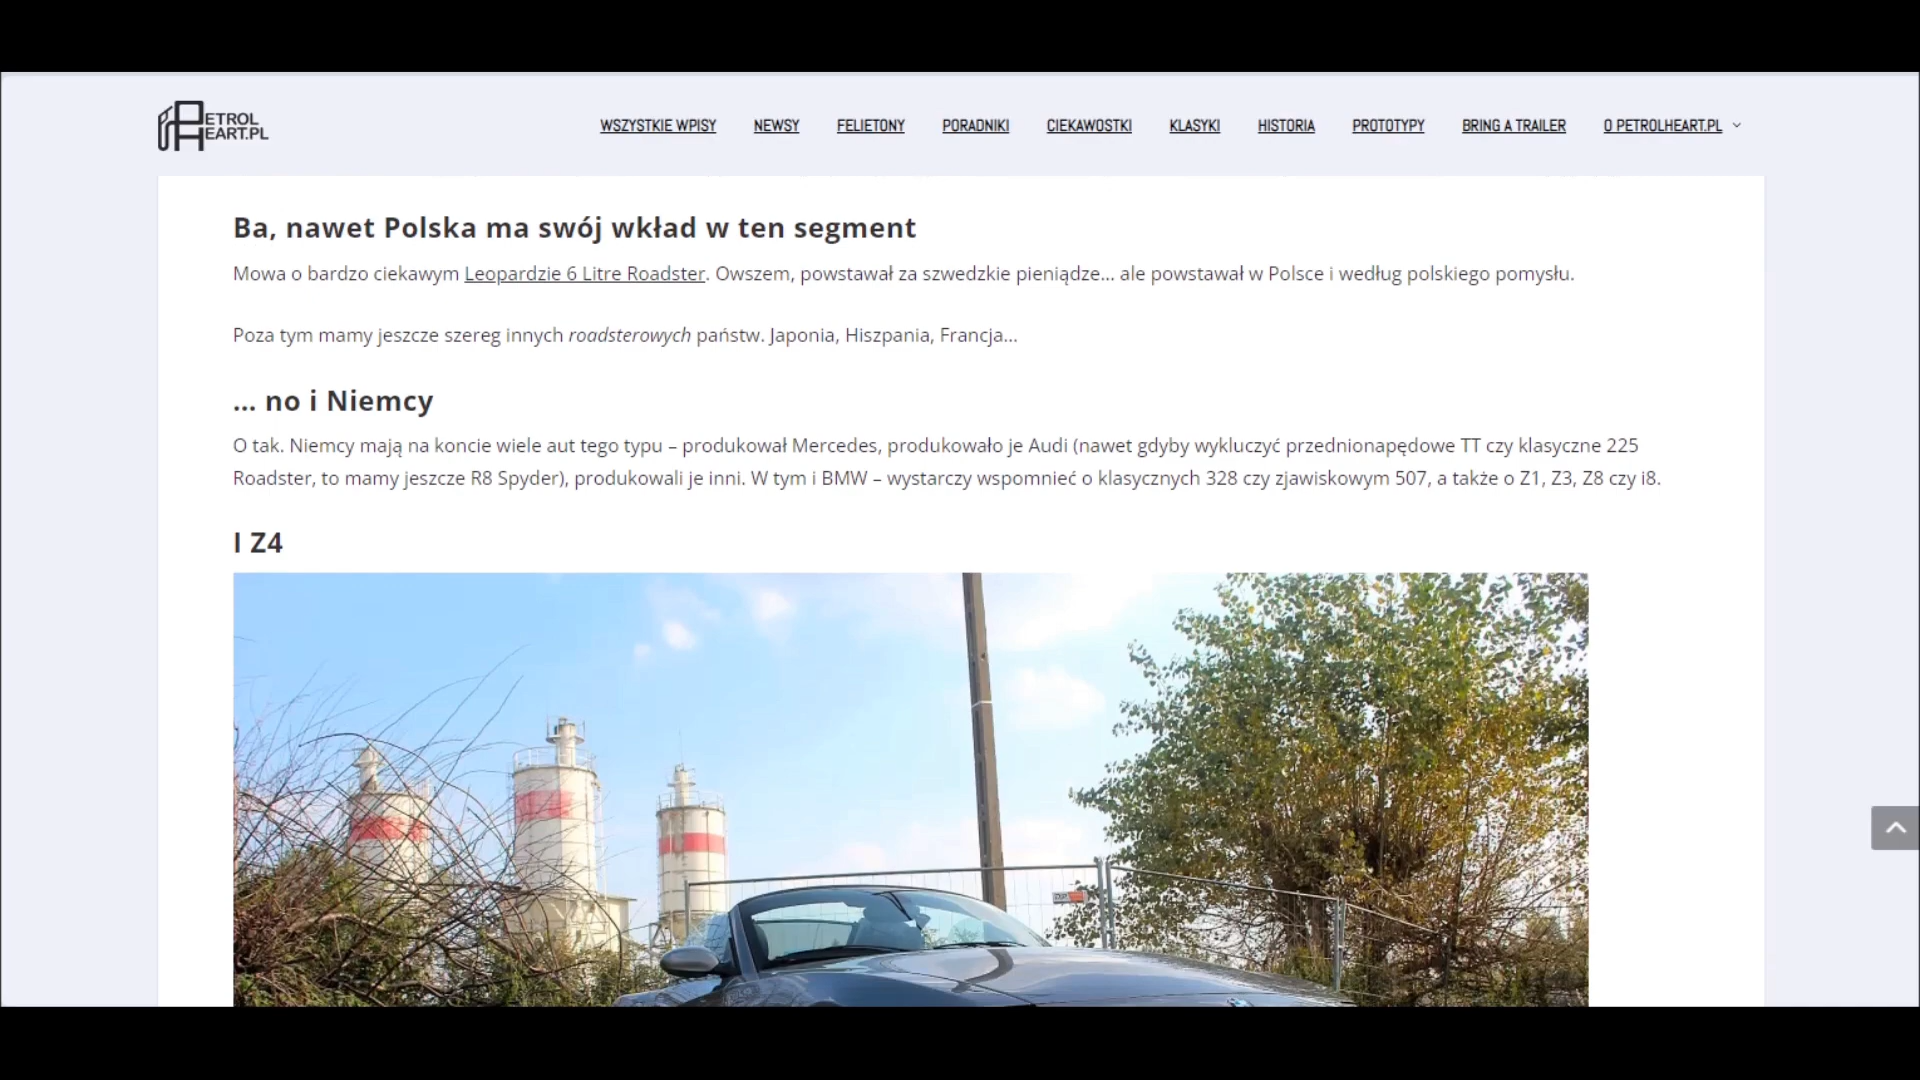 PETROL
HEART.PL
WSZYSTKIE WPISY NEWSY FELIETONY PORADNIKI CIEKAWOSTKI KLASYKI HISTORIA PROTOTYPY BRING A TRAILER O PETROLHEART.PL
Ba, nawet Polska ma swój wkład w ten segment
Mowa o bardzo ciekawym Leopardzie 6 Litre Roadster. Owszem, powstawał za szwedzkie pieniądze... ale powstawał w Polsce i według polskiego pomysłu.
Poza tym mamy jeszcze szereg innych roadsterowych państw. Japonia, Hiszpania, Francja...
... no i Niemcy
O tak. Niemcy mają na koncie wiele aut tego typu – produkował Mercedes, produkowało je Audi (nawet gdyby wykluczyć przednionapędowe TT czy klasyczne 225
Roadster, to mamy jeszcze R8 Spyder), produkowali je inni. W tym i BMW – wystarczy wspomnieć o klasycznych 328 czy zjawiskowym 507, a także o Z1, Z3, Z8 czy i8.
I Z4